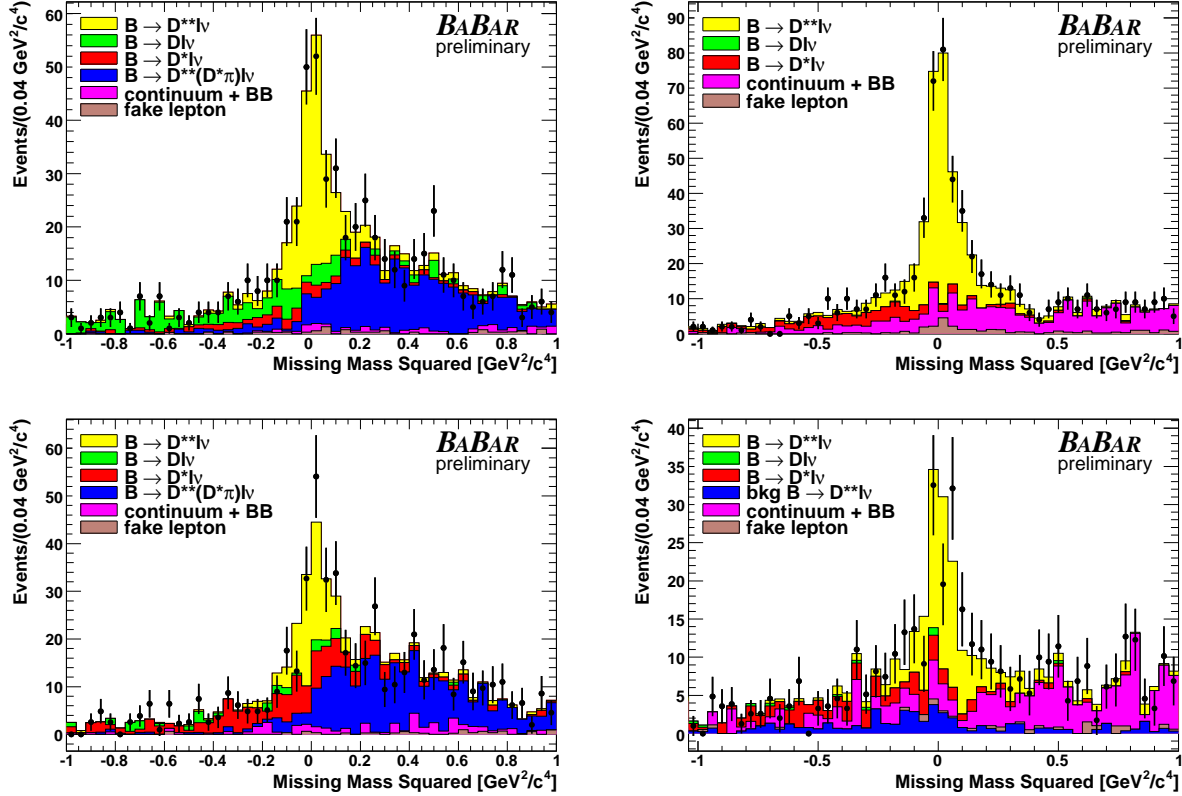 Events/(0.04 GeV²/c⁴)
60
50
40
30
20
10
0
B → D**lν
B → Dlν
B → D*lν
B → D**(D*π)lν
continuum + BB
fake lepton
BABAR
preliminary
-1 -0.8 -0.6 -0.4 -0.2 0 0.2 0.4 0.6 0.8 1
Missing Mass Squared [GeV²/c⁴]
Events/(0.04 GeV²/c⁴)
90
80
70
60
50
40
30
20
10
0
B → D**lν
B → Dlν
B → D*lν
continuum + BB
fake lepton
BABAR
preliminary
-1 -0.5 0 0.5 1
Missing Mass Squared [GeV²/c⁴]
Events/(0.04 GeV²/c⁴)
60
50
40
30
20
10
0
B → D**lν
B → Dlν
B → D*lν
B → D**(D*π)lν
continuum + BB
fake lepton
BABAR
preliminary
-1 -0.8 -0.6 -0.4 -0.2 0 0.2 0.4 0.6 0.8 1
Missing Mass Squared [GeV²/c⁴]
Events/(0.04 GeV²/c⁴)
40
35
30
25
20
15
10
5
0
B → D**lν
B → Dlν
B → D*lν
bkg B → D**lν
continuum + BB
fake lepton
BABAR
preliminary
-1 -0.5 0 0.5 1
Missing Mass Squared [GeV²/c⁴]